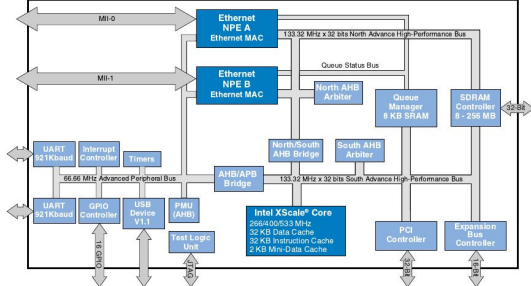 MII-0
Ethernet
NPE A
Ethernet MAC
133.32 MHz x 32 bits North Advance High-Performance Bus
Queue Status Bus
MII-1
Ethernet
NPE B
Ethernet MAC
North AHB
Arbiter
Queue
Manager
8 KB SRAM
SDRAM
Controller
8 - 256 MB
32-Bit
UART
921Kbaud
Interrupt
Controller
Timers
North/South
AHB Bridge
South AHB
Arbiter
66.66 MHz Advanced Peripheral Bus
AHB/APB
Bridge
133.32 MHz x 32 bits South Advance High-Performance Bus
UART
921Kbaud
GPIO
Controller
USB
Device
V1.1
PMU
(AHB)
Test Logic
Unit
Intel XScale® Core
266/400/533 MHz
32 KB Data Cache
32 KB Instruction Cache
2 KB Mini-Data Cache
PCI
Controller
Expansion
Bus
Controller
16 GPIO
JTAG
32-Bit
16-Bit